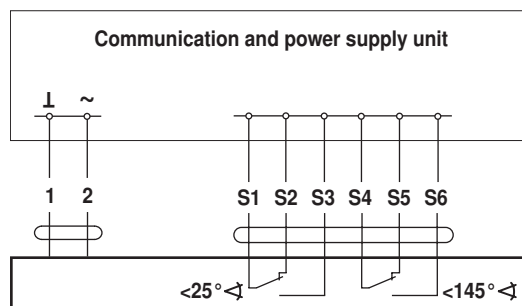 Communication and power supply unit
⊥ ~
1 2 S1 S2 S3 S4 S5 S6
<25°∢ <145°∢